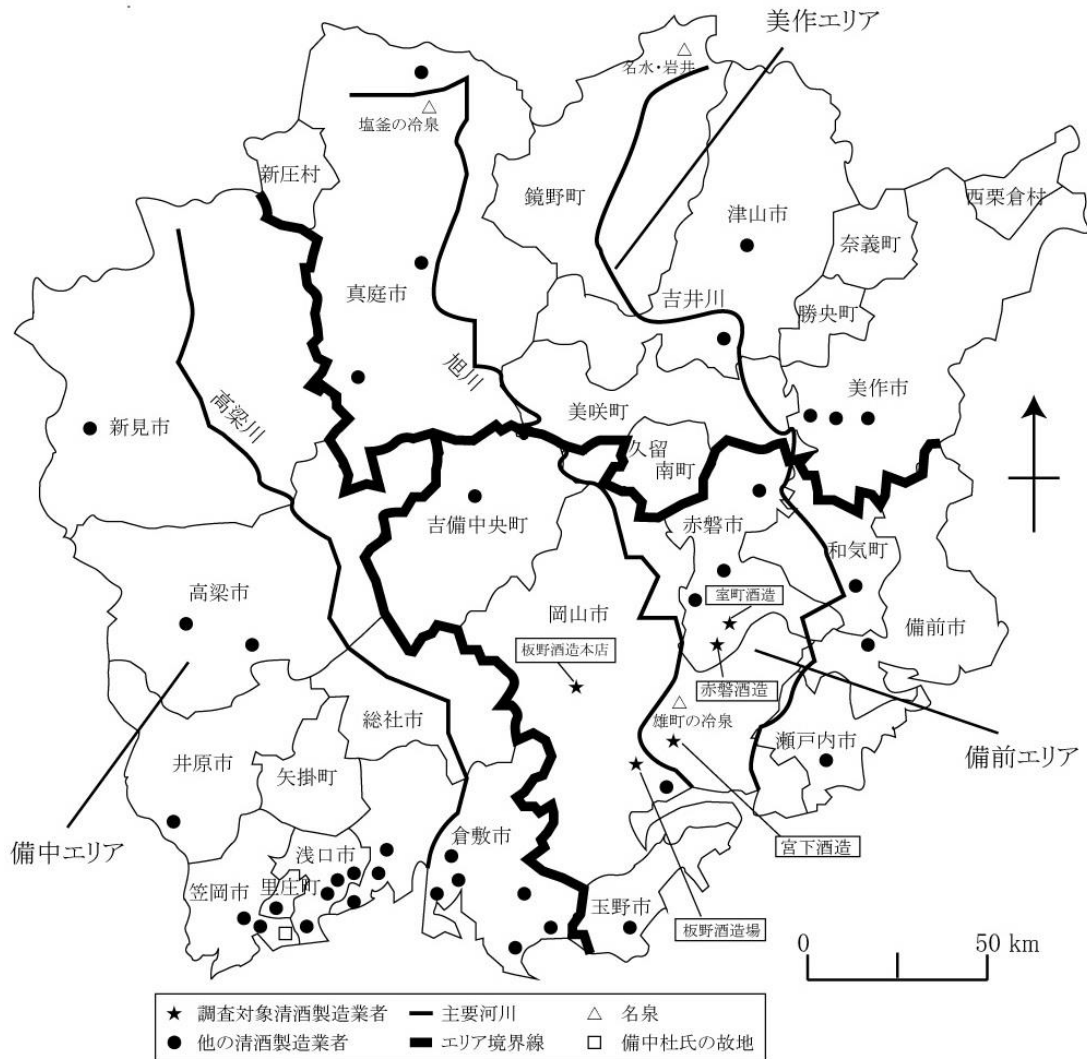 美作エリア
名水・岩井
塩釜の冷泉
新圧村
鏡野町
津山市
西粟倉村
奈義町
真庭市
吉井川
勝央町
旭川
美咲町
美作市
高梁川
新見市
久留
南町
吉備中央町
赤磐市
和気町
高梁市
岡山市
室町酒造
備前市
板野酒造本店
赤磐酒造
総社市
雄町の冷泉
瀬戸内市
井原市
矢掛町
備前エリア
備中エリア
倉敷市
宮下酒造
浅口市
笠岡市
里庄町
玉野市
板野酒造場
0 50 km
★ 調査対象清酒製造業者 主要河川 △ 名泉
● 他の清酒製造業者 エリア境界線 □ 備中杜氏の故地